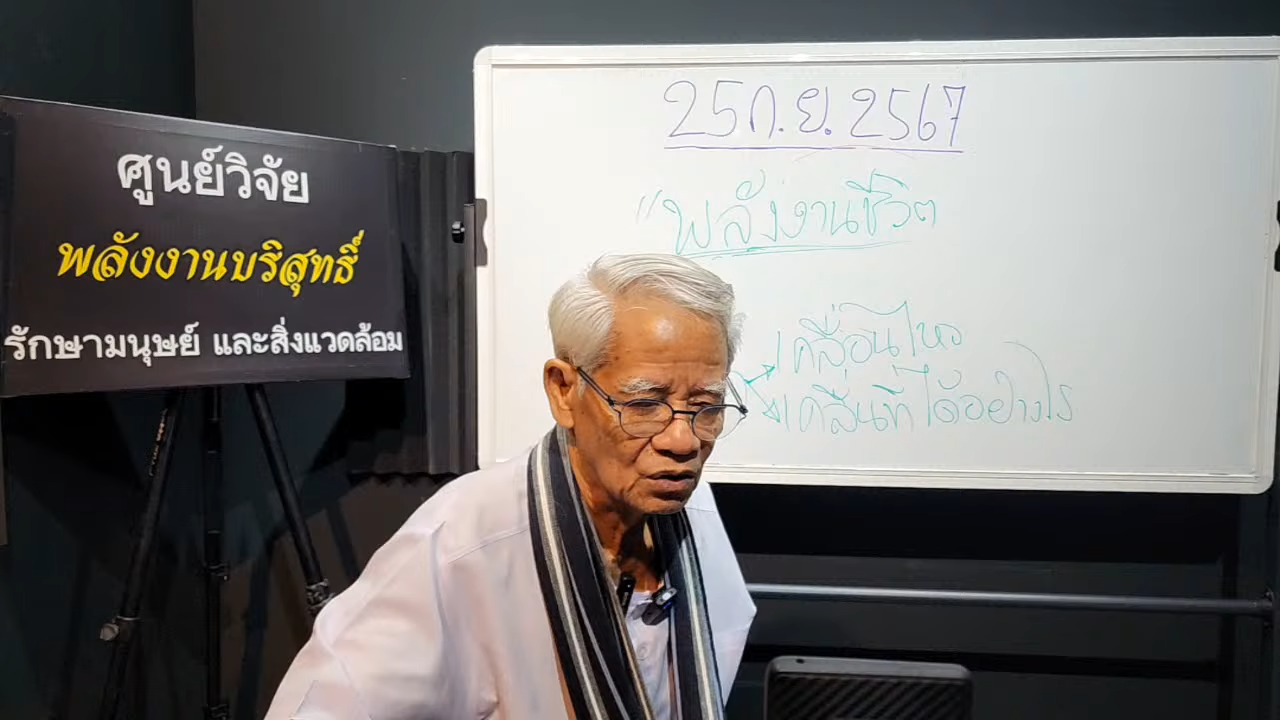 ศูนย์วิจัย
พลังงานบริสุทธิ์
รักษามนุษย์ และสิ่งแวดล้อม
25 ก.ย. 2567
"พลังงานชีวิต
เคลื่อนไหว
เคลื่อนที่ได้อย่างไร